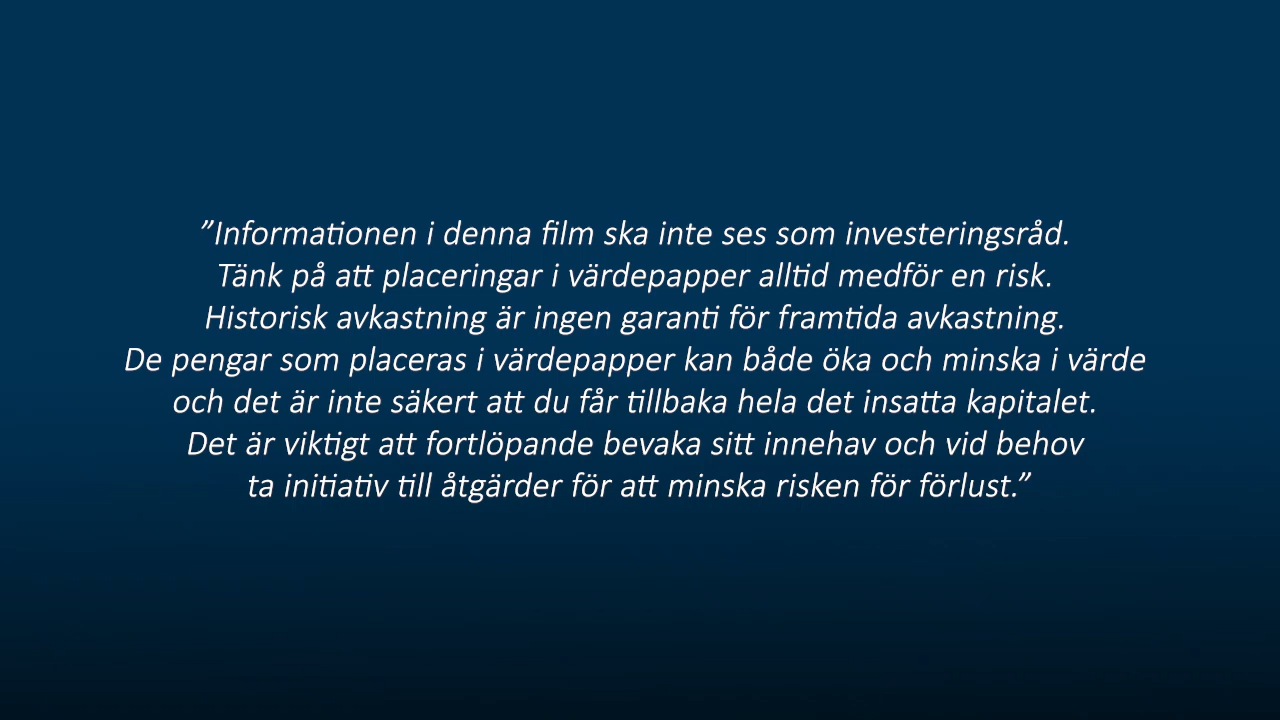 ”Informationen i denna film ska inte ses som investeringsråd.
Tänk på att placeringar i värdepapper alltid medför en risk.
Historisk avkastning är ingen garanti för framtida avkastning.
De pengar som placeras i värdepapper kan både öka och minska i värde
och det är inte säkert att du får tillbaka hela det insatta kapitalet.
Det är viktigt att fortlöpande bevaka sitt innehav och vid behov
ta initiativ till åtgärder för att minska risken för förlust.”